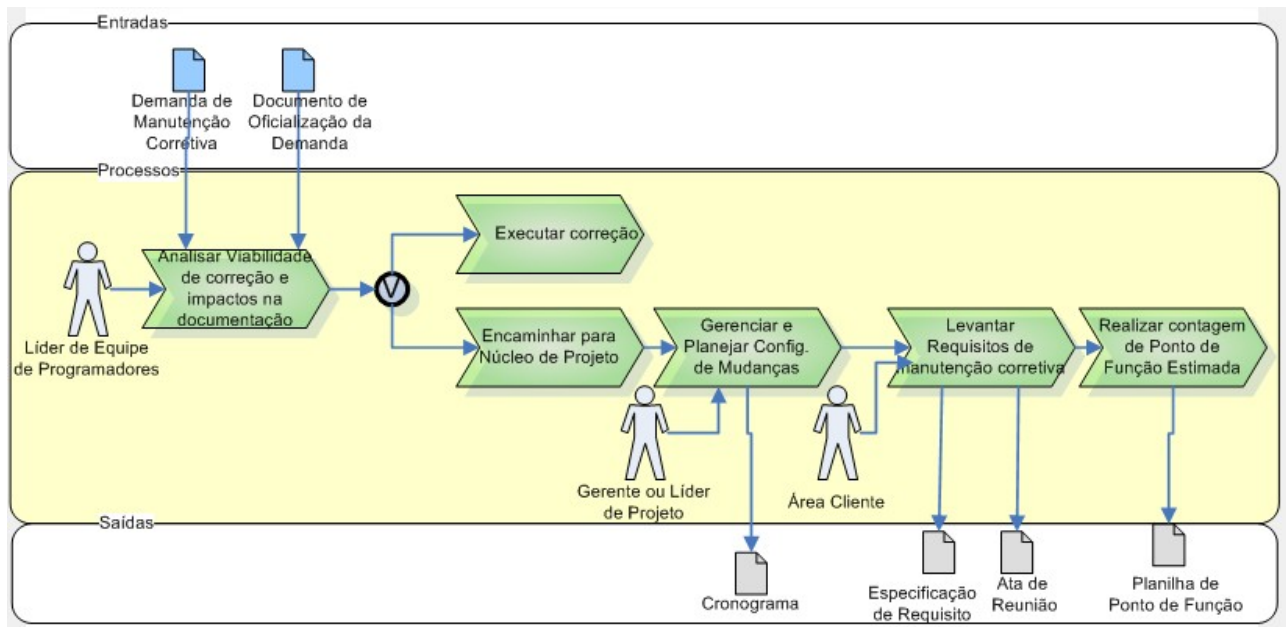 Entradas
Demanda de
Manutenção
Corretiva
Documento de
Oficialização da
Demanda
Processos
Líder de Equipe
de Programadores
Analisar Viabilidade
de correção e
impactos na
documentação
V
Executar correção
Encaminhar para
Núcleo de Projeto
Gerenciar e
Planejar Config.
de Mudanças
Gerente ou Líder
de Projeto
Levantar
Requisitos de
manutenção corretiva
Área Cliente
Realizar contagem
de Ponto de
Função Estimada
Saídas
Cronograma
Especificação
de Requisito
Ata de
Reunião
Planilha de
Ponto de Função